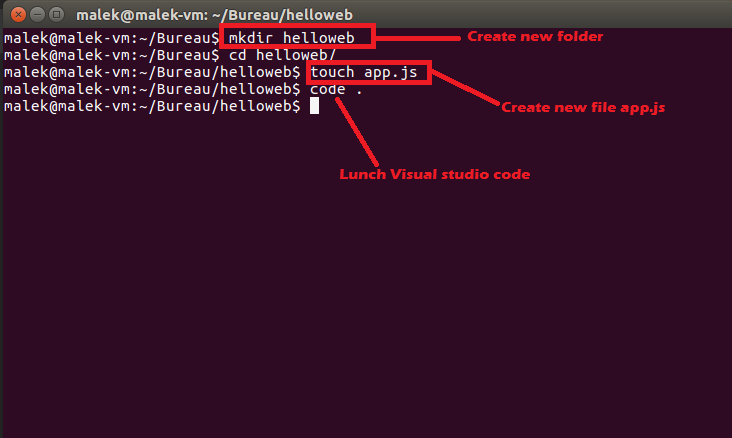 malek@malek-vm: ~/Bureau/helloweb
malek@malek-vm:~/Bureau$ mkdir helloweb
Create new folder
malek@malek-vm:~/Bureau$ cd helloweb/
malek@malek-vm:~/Bureau/helloweb$ touch app.js
malek@malek-vm:~/Bureau/helloweb$ code .
malek@malek-vm:~/Bureau/helloweb$
Create new file app.js
Lunch Visual studio code